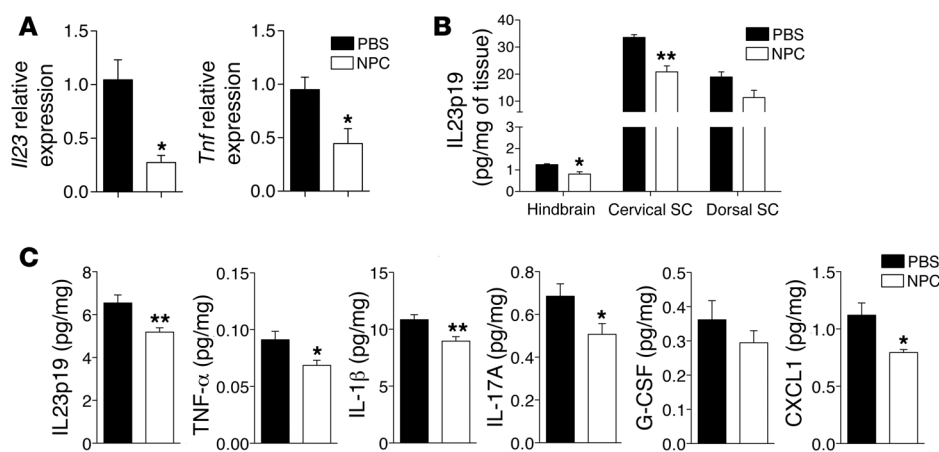 A
Il23 relative
expression
1.5
1.0
0.5
0.0
*
Tnf relative
expression
1.5
1.0
0.5
0.0
*
PBS
NPC
B
IL23p19
(pg/mg of tissue)
40
30
20
10
3
2
1
0
*
**
PBS
NPC
Hindbrain
Cervical SC
Dorsal SC
C
IL23p19 (pg/mg)
8
6
4
2
0
**
TNF-α (pg/mg)
0.15
0.10
0.05
0.00
*
IL-1β (pg/mg)
15
10
5
0
**
IL-17A (pg/mg)
0.8
0.6
0.4
0.2
0.0
*
G-CSF (pg/mg)
0.5
0.4
0.3
0.2
0.1
0.0
CXCL1 (pg/mg)
1.5
1.0
0.5
0.0
*
PBS
NPC